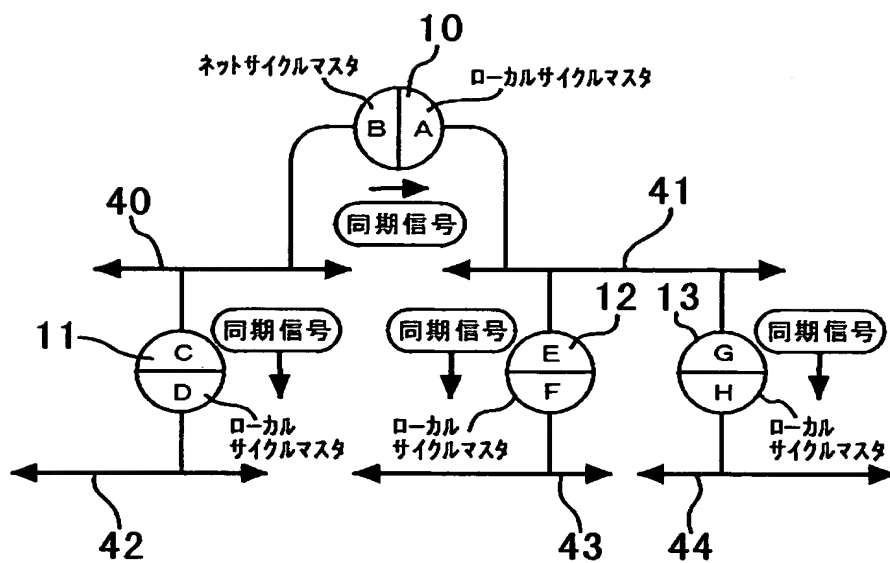 10
ネットサイクルマスタ
ローカルサイクルマスタ
B
A
同期信号
40
41
11
C
D
同期信号
ローカル
サイクルマスタ
同期信号
12
E
F
ローカル
サイクルマスタ
13
G
H
同期信号
ローカル
サイクルマスタ
42
43
44